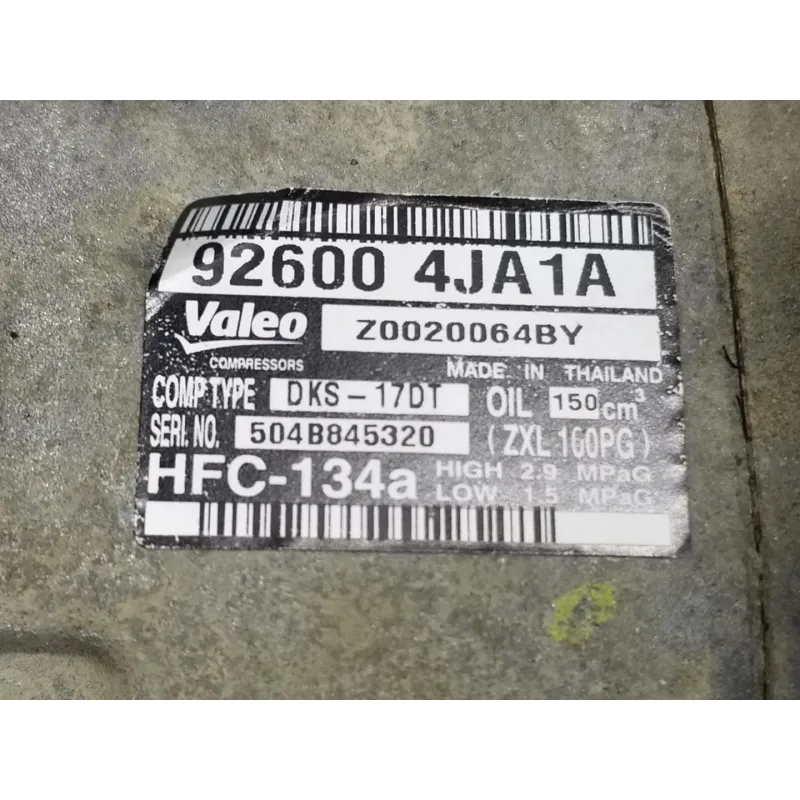 92600 4JA1A
Valeo Z0020064BY
COMPRESSORS MADE IN THAILAND
COMP TYPE DKS-17DT OIL 150 cm³
SERI. NO. 504B845320 (ZXL 100PG)
HFC-134a HIGH 2.9 MPaG
LOW 1.5 MPaG